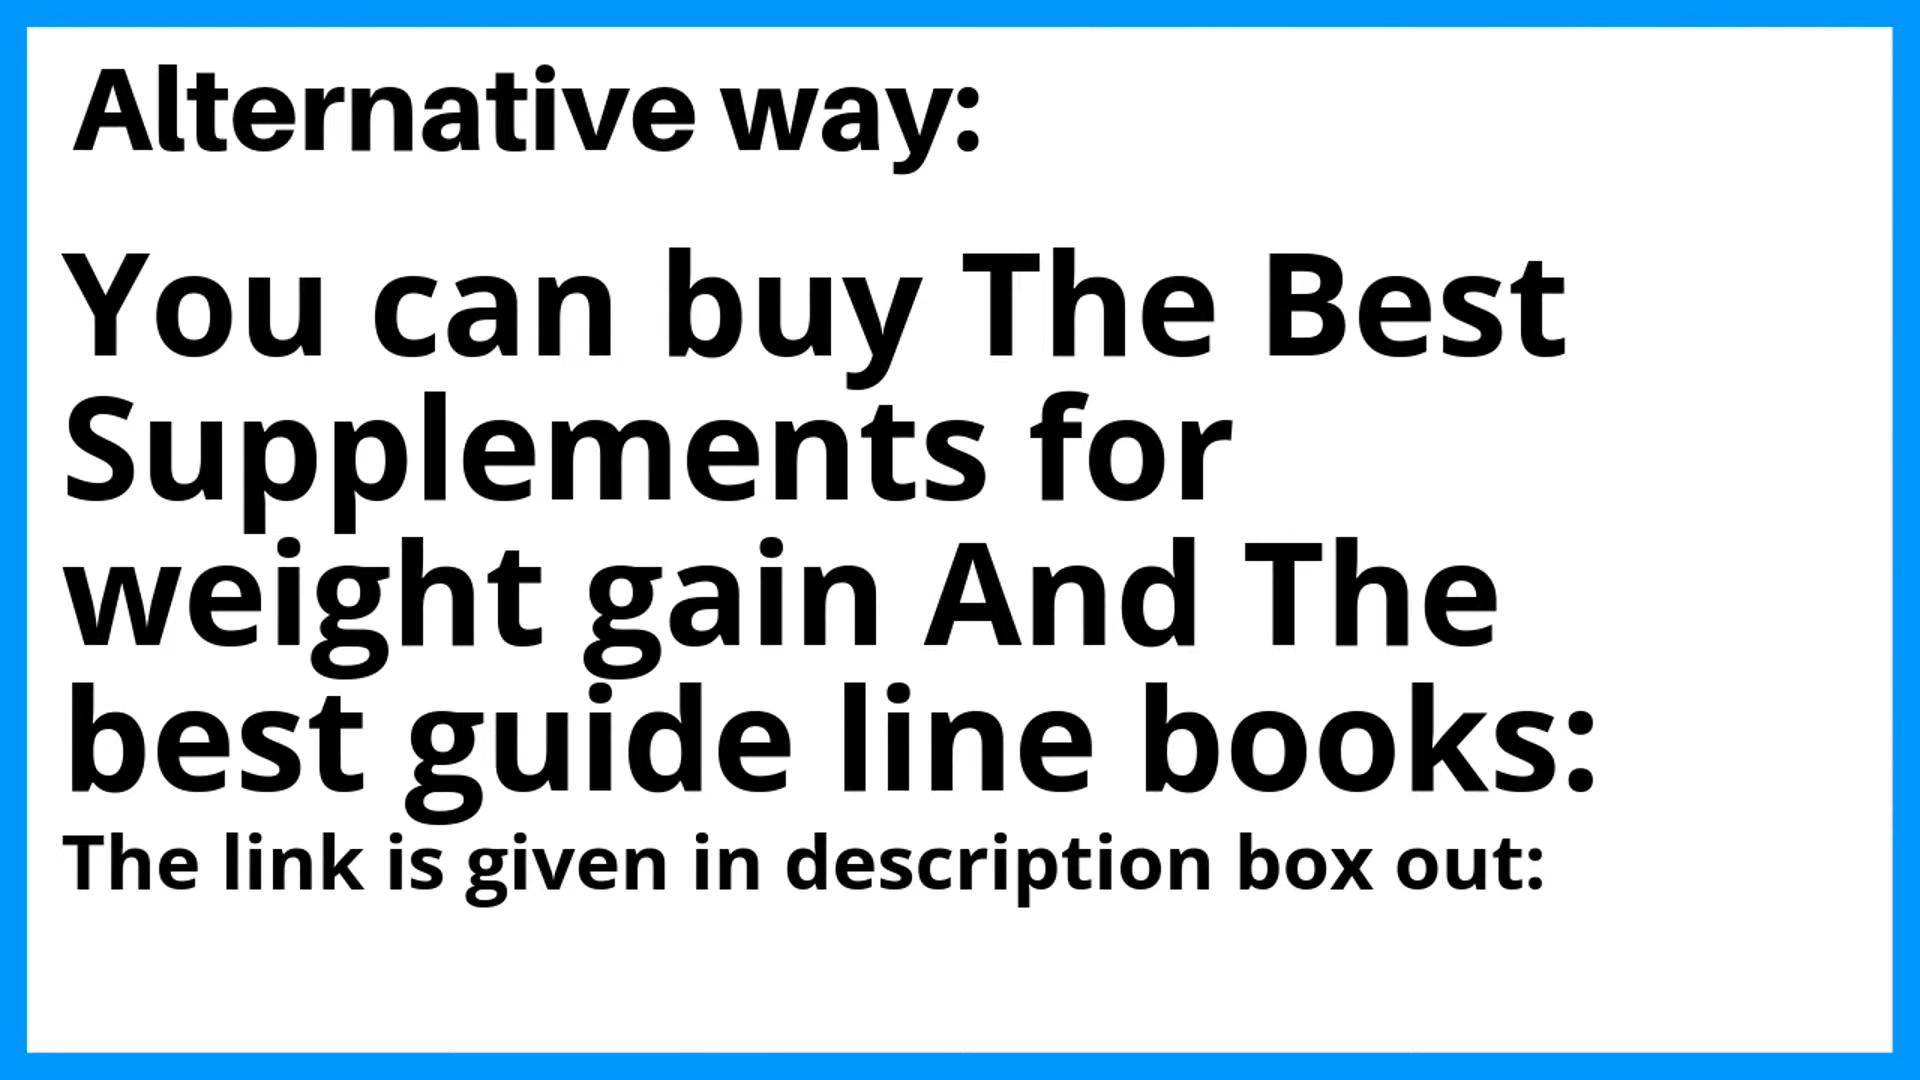 Alternative way:
You can buy The Best
Supplements for
weight gain And The
best guide line books:
The link is given in description box out: